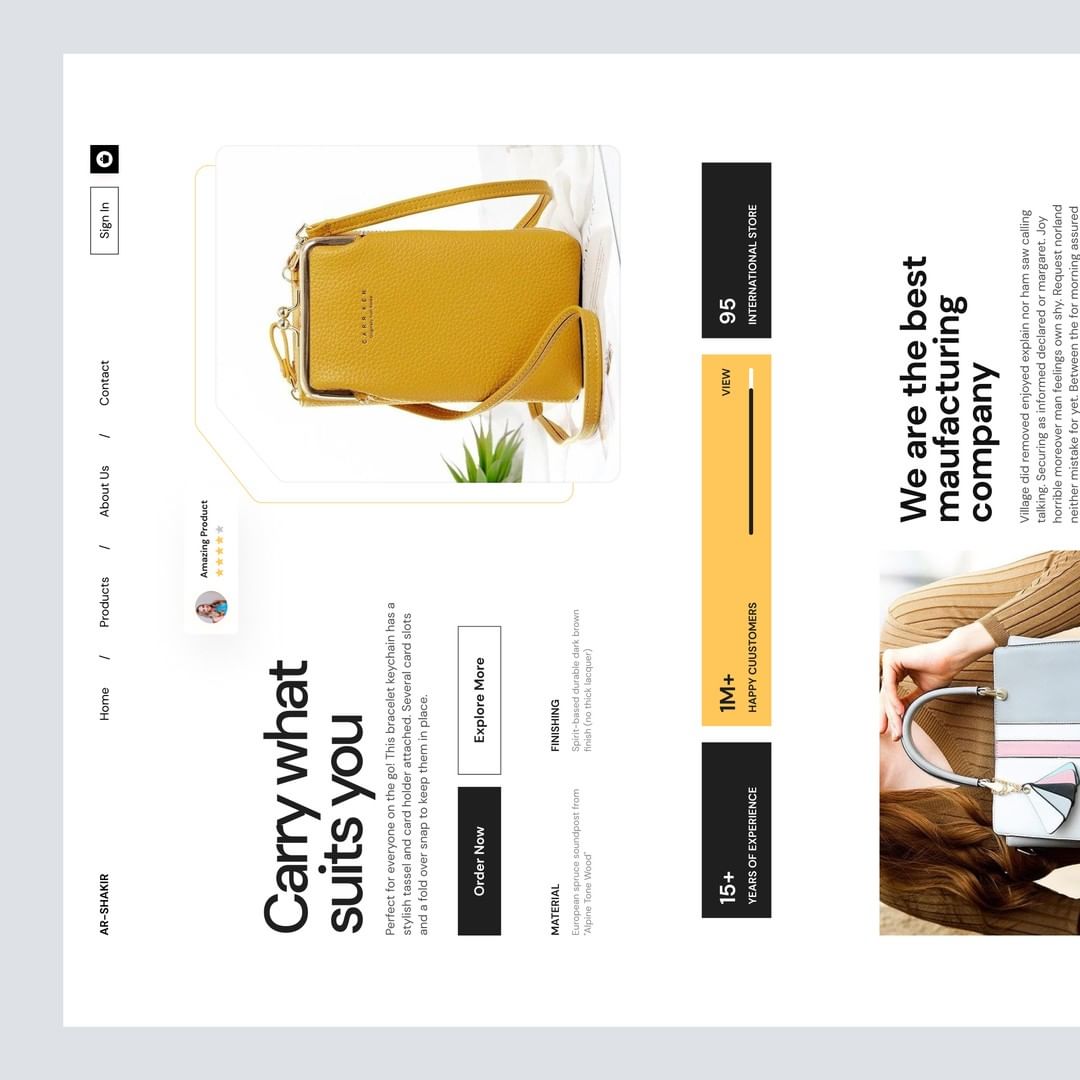 AR-SHAKIR
Home / Products / About Us / Contact
Sign In
Amazing Product
Carry what
suits you
Perfect for everyone on the go! This bracelet keychain has a
stylish tassel and card holder attached. Several card slots
and a fold over snap to keep them in place.
Order Now
Explore More
MATERIAL
European spruce soundpost from
"Alpine Tone Wood"
FINISHING
Spirit-based durable dark brown
finish (no thick lacquer)
CARRKEN
15+
YEARS OF EXPERIENCE
1M+
HAPPY CUUSTOMERS
VIEW
95
INTERNATIONAL STORE
We are the best
maufacturing
company
Village did removed enjoyed explain nor ham saw calling
talking. Securing as informed declared or margaret. Joy
horrible moreover man feelings own shy. Request norland
neither mistake for yet. Between the for morning assured